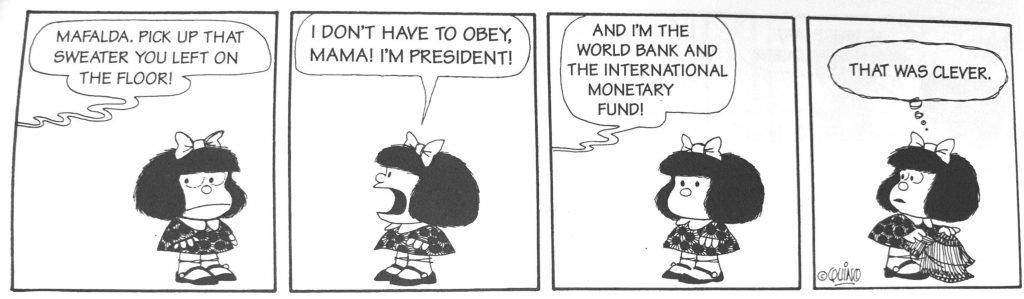 MAFALDA. PICK UP THAT
SWEATER YOU LEFT ON
THE FLOOR!
I DON'T HAVE TO OBEY,
MAMA! I'M PRESIDENT!
AND I'M THE
WORLD BANK AND
THE INTERNATIONAL
MONETARY
FUND!
THAT WAS CLEVER.
©QUINO